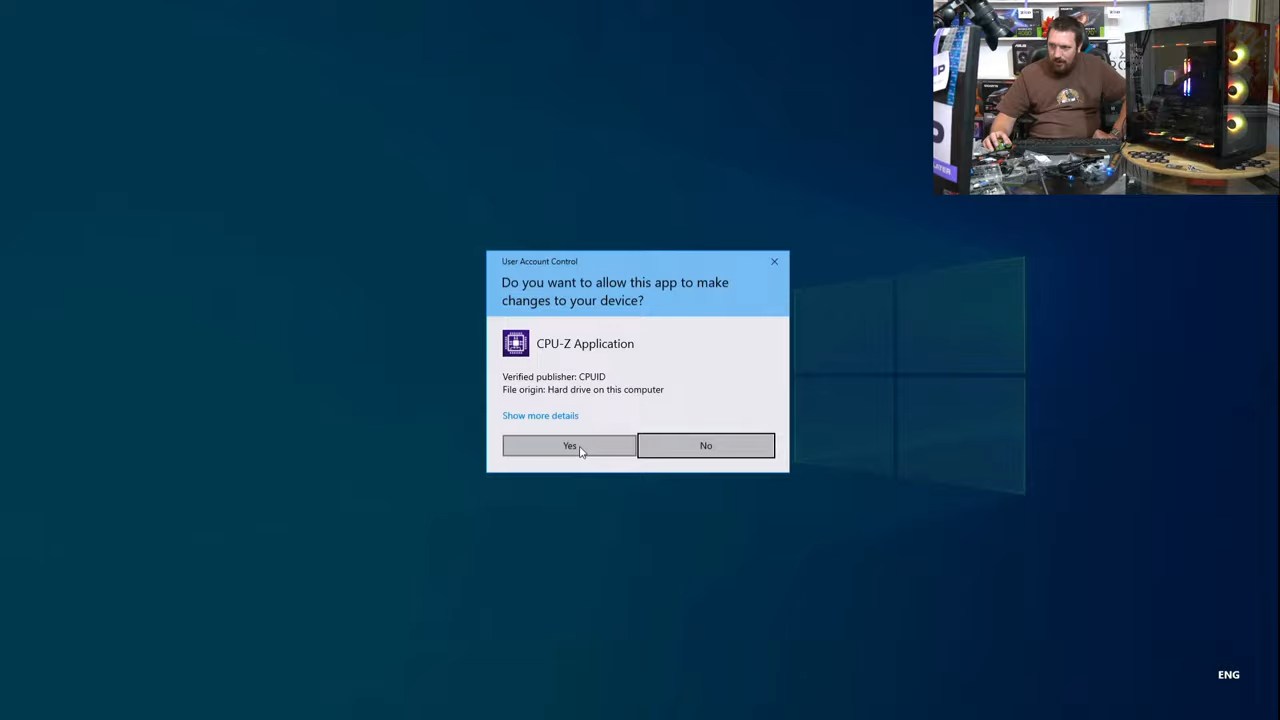 User Account Control
Do you want to allow this app to make
changes to your device?
CPU-Z Application
Verified publisher: CPUID
File origin: Hard drive on this computer
Show more details
Yes
No
ENG